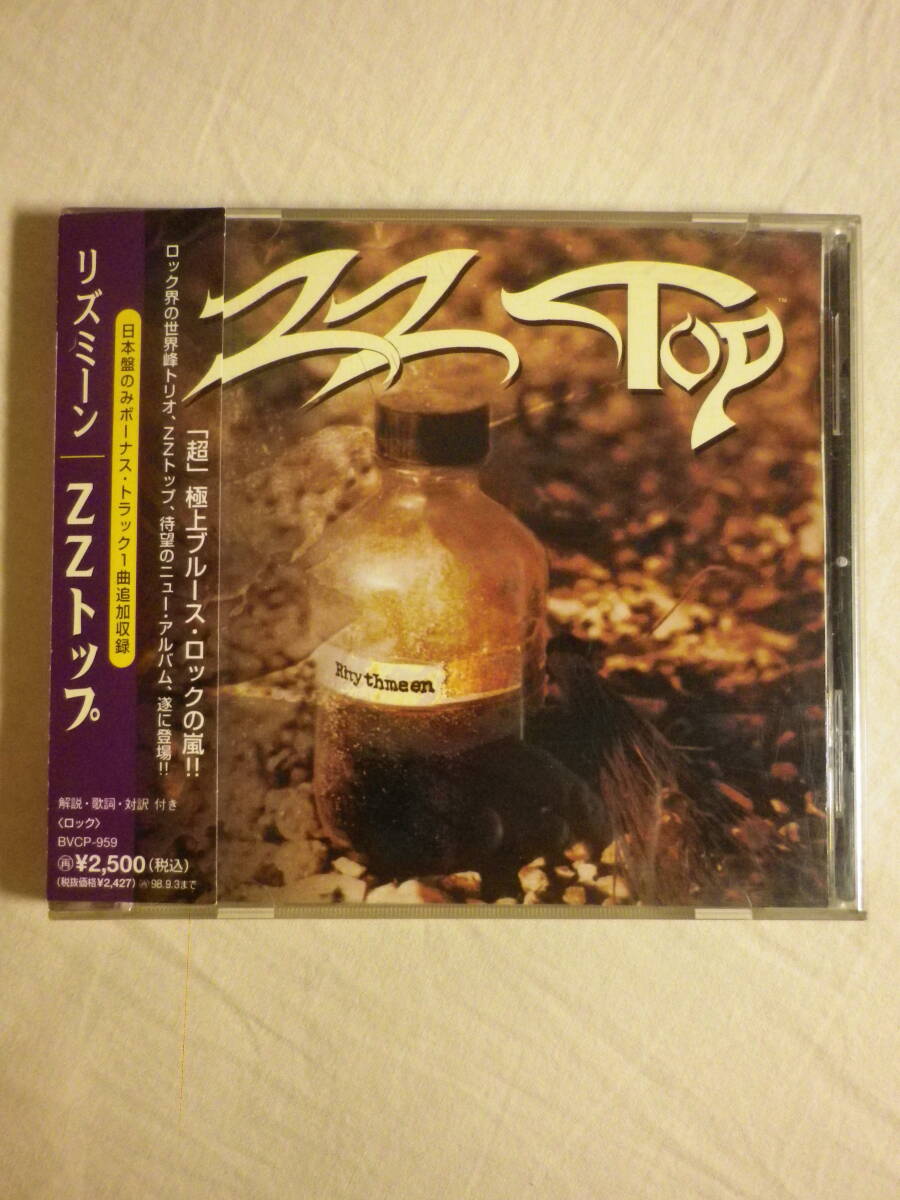 リズミーン
ZZトップ
日本盤のみボーナス・トラック1曲追加収録
「超」極上ブルース・ロックの嵐!!
ロック界の世界峰トリオ、ZZトップ、待望のニュー・アルバム、遂に登場!!
解説・歌詞・対訳 付き
〈ロック〉
BVCP-959
再¥2,500(税込)
(税抜価格¥2,427) 再98.9.3まで
ZZ TOP™
Rhythmeen